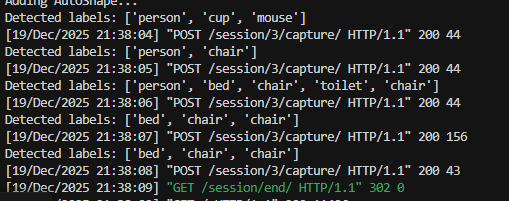 Adding AutoShape...
Detected labels: ['person', 'cup', 'mouse']
[19/Dec/2025 21:38:04] "POST /session/3/capture/ HTTP/1.1" 200 44
Detected labels: ['person', 'chair']
[19/Dec/2025 21:38:05] "POST /session/3/capture/ HTTP/1.1" 200 44
Detected labels: ['person', 'bed', 'chair', 'toilet', 'chair']
[19/Dec/2025 21:38:06] "POST /session/3/capture/ HTTP/1.1" 200 44
Detected labels: ['bed', 'chair', 'chair']
[19/Dec/2025 21:38:07] "POST /session/3/capture/ HTTP/1.1" 200 156
Detected labels: ['bed', 'chair', 'chair']
[19/Dec/2025 21:38:08] "POST /session/3/capture/ HTTP/1.1" 200 43
[19/Dec/2025 21:38:09] "GET /session/end/ HTTP/1.1" 302 0